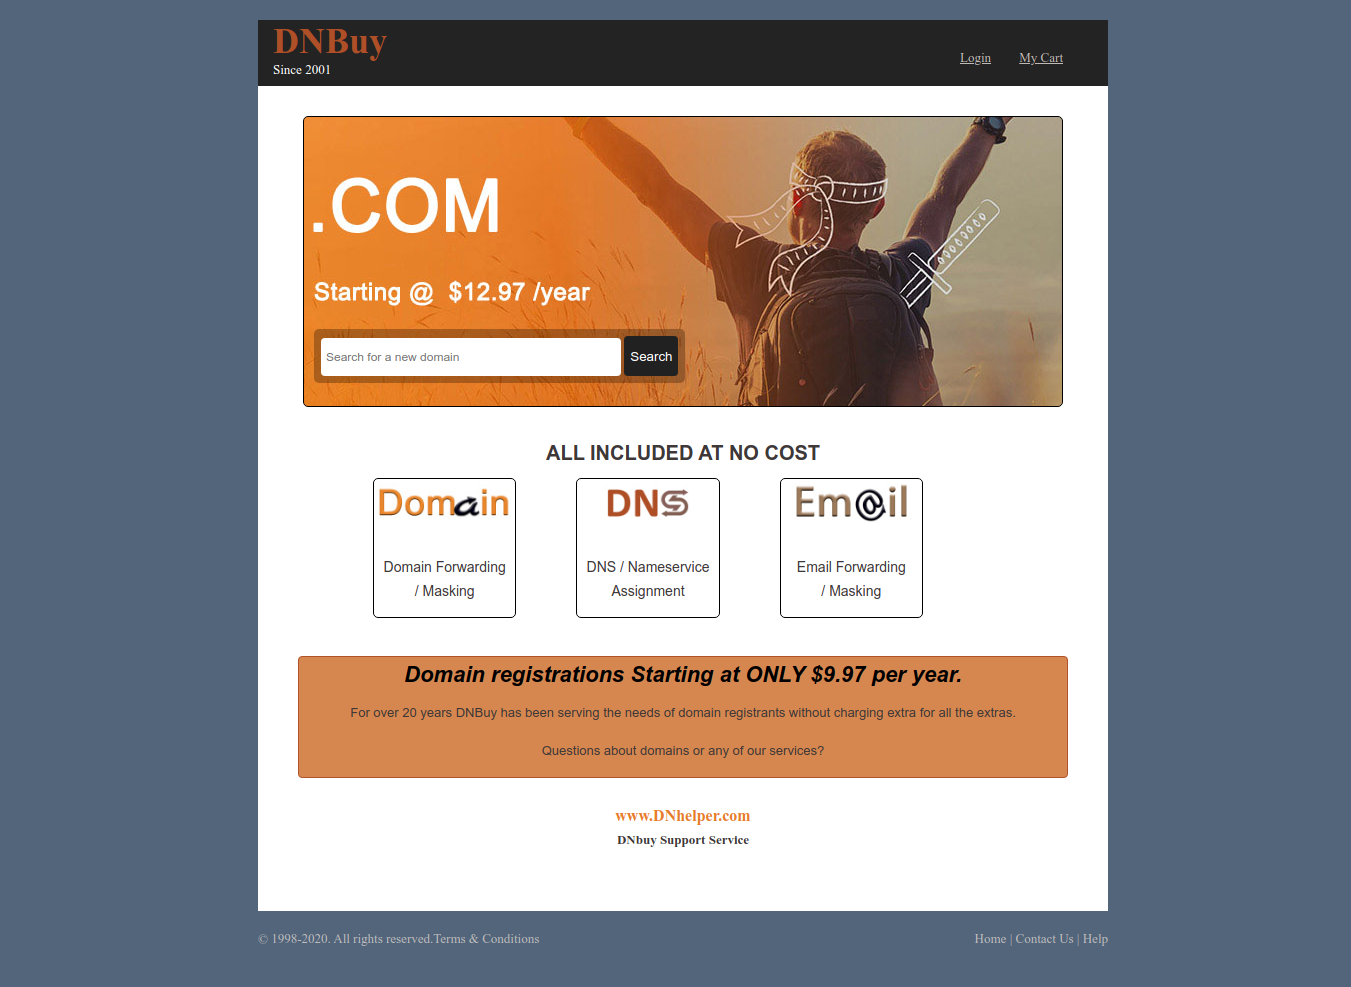 DNBuy
Since 2001
Login
My Cart
.COM
Starting @ $12.97 /year
Search for a new domain
Search
ALL INCLUDED AT NO COST
Domain
Domain Forwarding
/ Masking
DNS
DNS / Nameservice
Assignment
Em@il
Email Forwarding
/ Masking
Domain registrations Starting at ONLY $9.97 per year.
For over 20 years DNBuy has been serving the needs of domain registrants without charging extra for all the extras.
Questions about domains or any of our services?
www.DNhelper.com
DNbuy Support Service
© 1998-2020. All rights reserved.Terms & Conditions
Home | Contact Us | Help